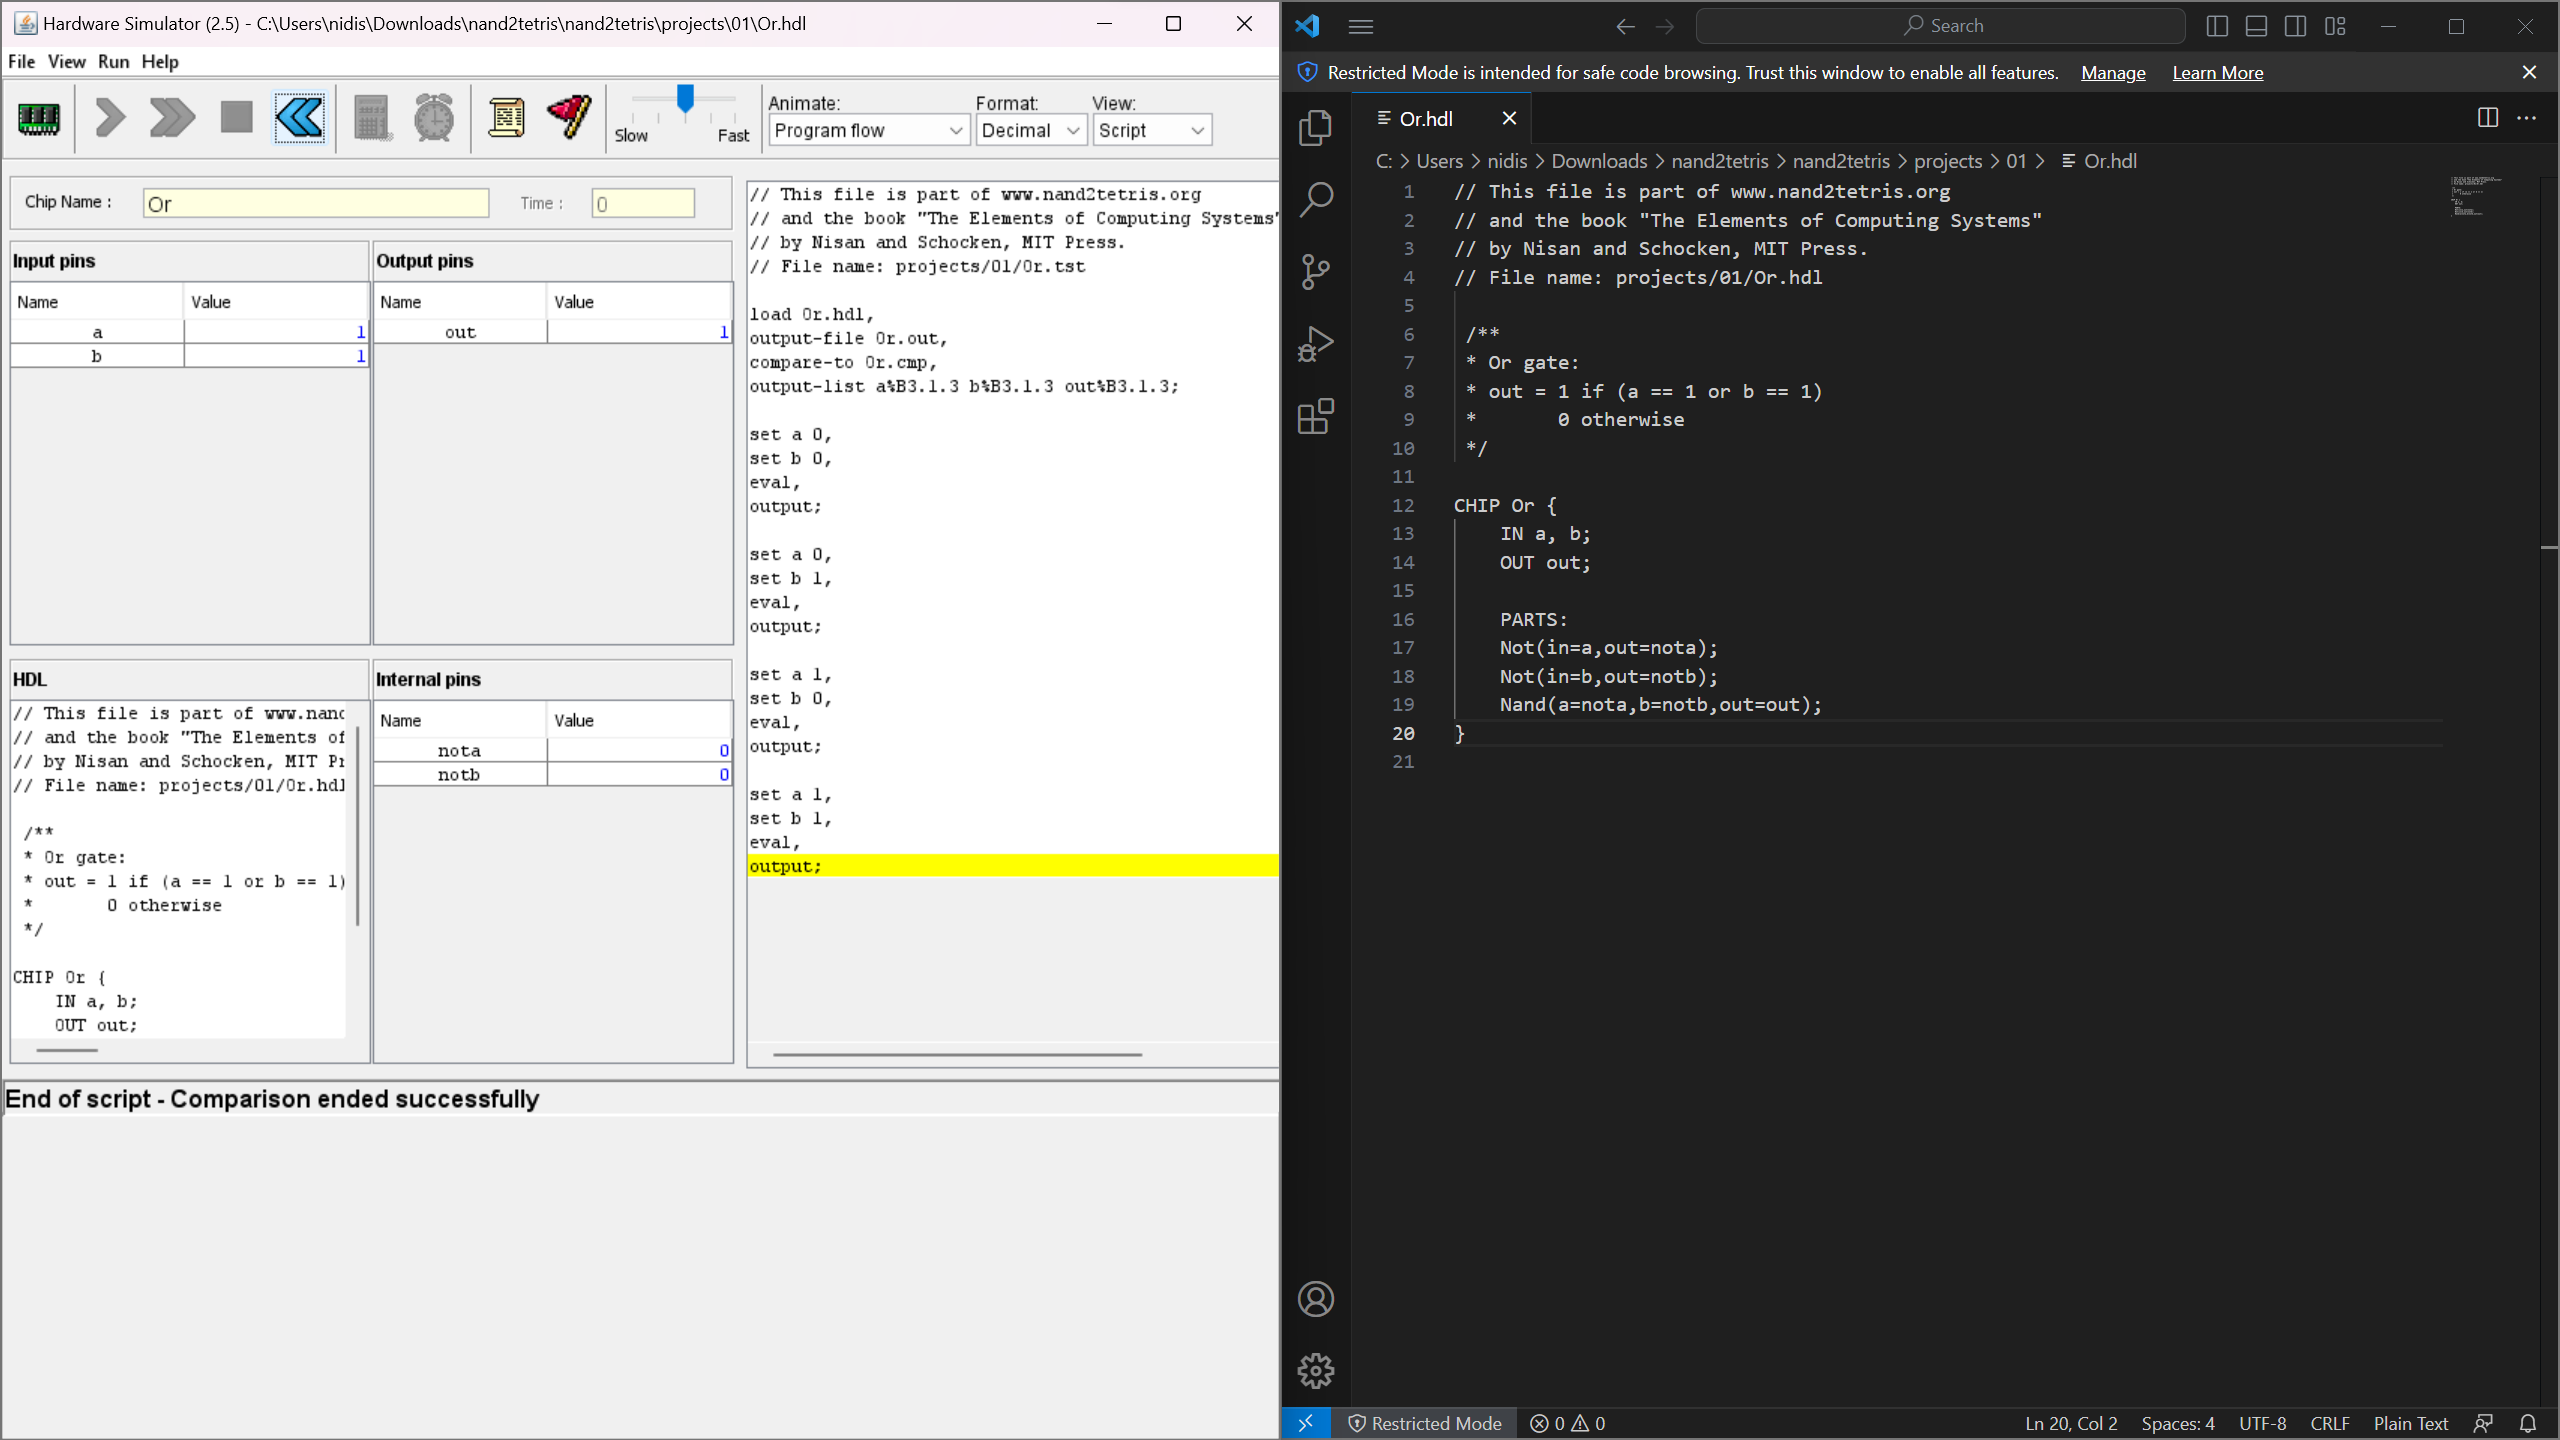 Hardware Simulator (2.5) - C:\Users\nidis\Downloads\nand2tetris\nand2tetris\projects\01\Or.hdl
File View Run Help
Slow Fast
Animate: Format: View:
Program flow Decimal Script
Chip Name : Or Time : 0
Input pins
Name Value
a 1
b 1
Output pins
Name Value
out 1
HDL
// This file is part of www.nand
// and the book "The Elements of
// by Nisan and Schocken, MIT Pr
// File name: projects/01/Or.hdl
/**
* Or gate:
* out = 1 if (a == 1 or b == 1)
* 0 otherwise
*/
CHIP Or {
IN a, b;
OUT out;
Internal pins
Name Value
nota 0
notb 0
// This file is part of www.nand2tetris.org
// and the book "The Elements of Computing Systems"
// by Nisan and Schocken, MIT Press.
// File name: projects/01/Or.tst
load Or.hdl,
output-file Or.out,
compare-to Or.cmp,
output-list a%B3.1.3 b%B3.1.3 out%B3.1.3;
set a 0,
set b 0,
eval,
output;
set a 0,
set b 1,
eval,
output;
set a 1,
set b 0,
eval,
output;
set a 1,
set b 1,
eval,
output;
End of script - Comparison ended successfully
Search
Restricted Mode is intended for safe code browsing. Trust this window to enable all features. Manage Learn More
Or.hdl
C: > Users > nidis > Downloads > nand2tetris > nand2tetris > projects > 01 > Or.hdl
1 // This file is part of www.nand2tetris.org
2 // and the book "The Elements of Computing Systems"
3 // by Nisan and Schocken, MIT Press.
4 // File name: projects/01/Or.hdl
5
6 /**
7 * Or gate:
8 * out = 1 if (a == 1 or b == 1)
9 * 0 otherwise
10 */
11
12 CHIP Or {
13 IN a, b;
14 OUT out;
15
16 PARTS:
17 Not(in=a,out=nota);
18 Not(in=b,out=notb);
19 Nand(a=nota,b=notb,out=out);
20 }
21
Restricted Mode 0 0 Ln 20, Col 2 Spaces: 4 UTF-8 CRLF Plain Text